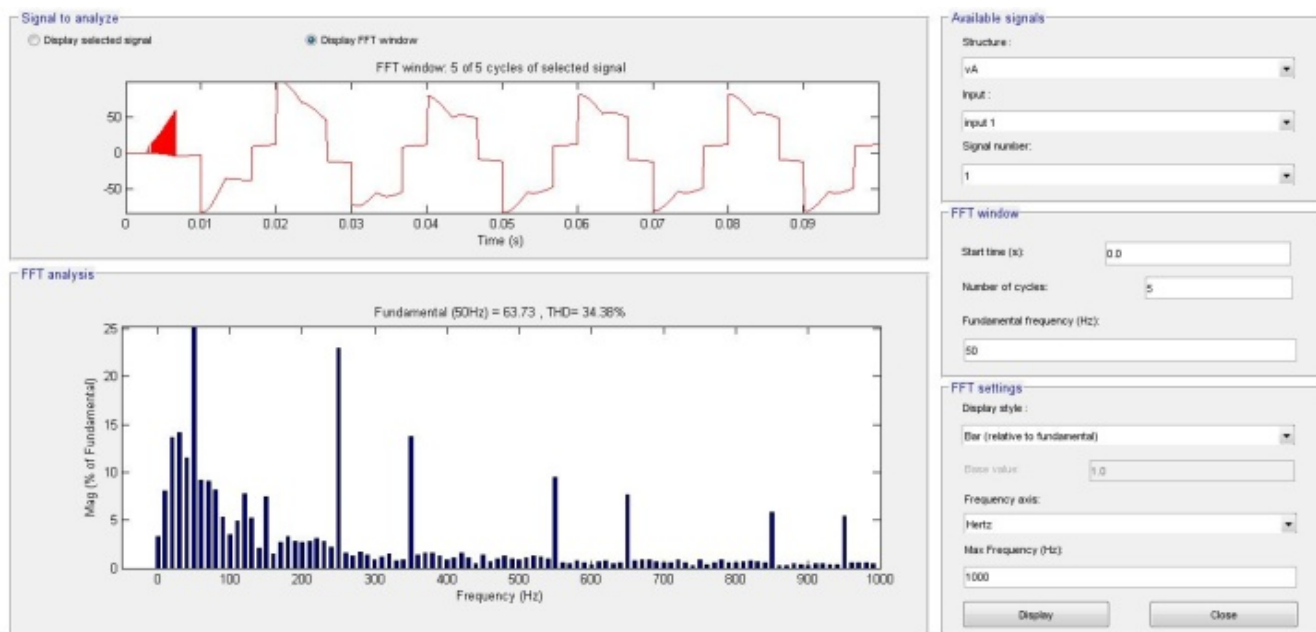 Signal to analyze
Display selected signal
Display FFT window
FFT window: 5 of 5 cycles of selected signal
50
0
-50
0 0.01 0.02 0.03 0.04 0.05 0.06 0.07 0.08 0.09
Time (s)
FFT analysis
Fundamental (50Hz) = 63.73 , THD= 34.38%
25
20
15
10
5
0
Mag (% of Fundamental)
0 100 200 300 400 500 600 700 800 900 1000
Frequency (Hz)
Available signals
Structure :
vA
Input :
input 1
Signal number:
1
FFT window
Start time (s): 0.0
Number of cycles: 5
Fundamental frequency (Hz):
50
FFT settings
Display style :
Bar (relative to fundamental)
Base value: 1.0
Frequency axis:
Hertz
Max Frequency (Hz):
1000
Display Close